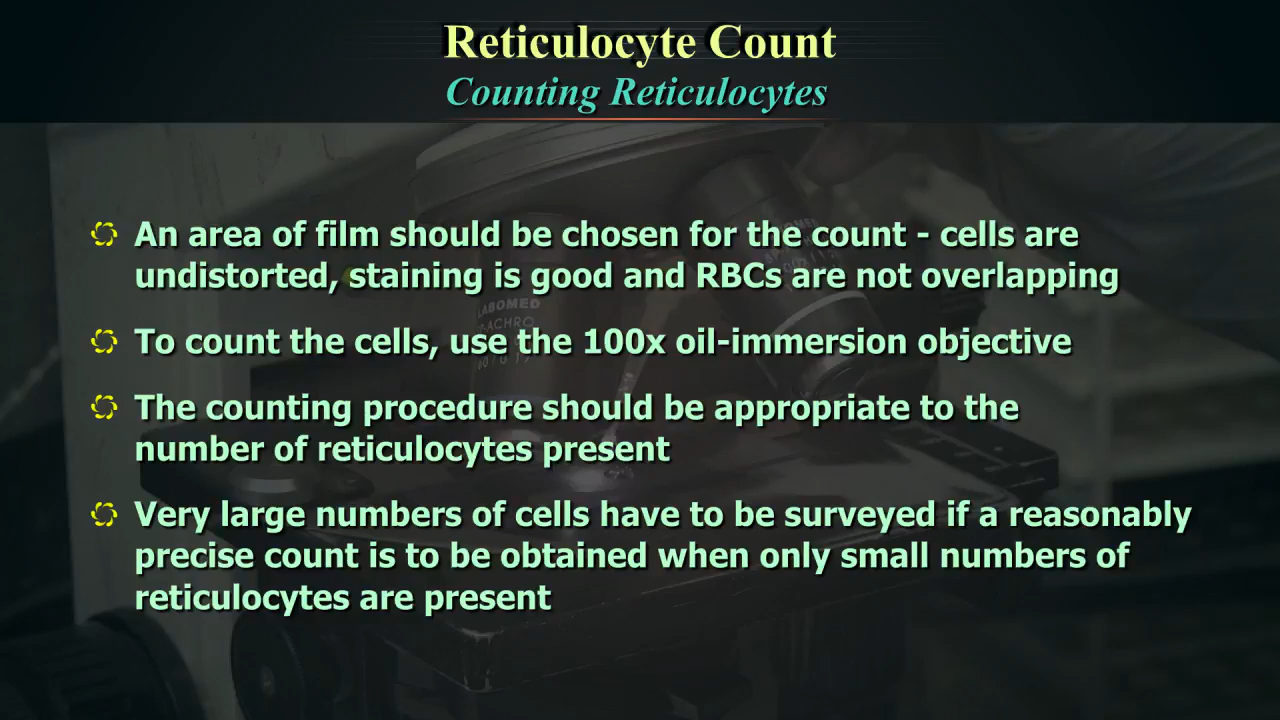 Reticulocyte Count
Counting Reticulocytes
An area of film should be chosen for the count - cells are
undistorted, staining is good and RBCs are not overlapping
To count the cells, use the 100x oil-immersion objective
The counting procedure should be appropriate to the
number of reticulocytes present
Very large numbers of cells have to be surveyed if a reasonably
precise count is to be obtained when only small numbers of
reticulocytes are present
LABOMED